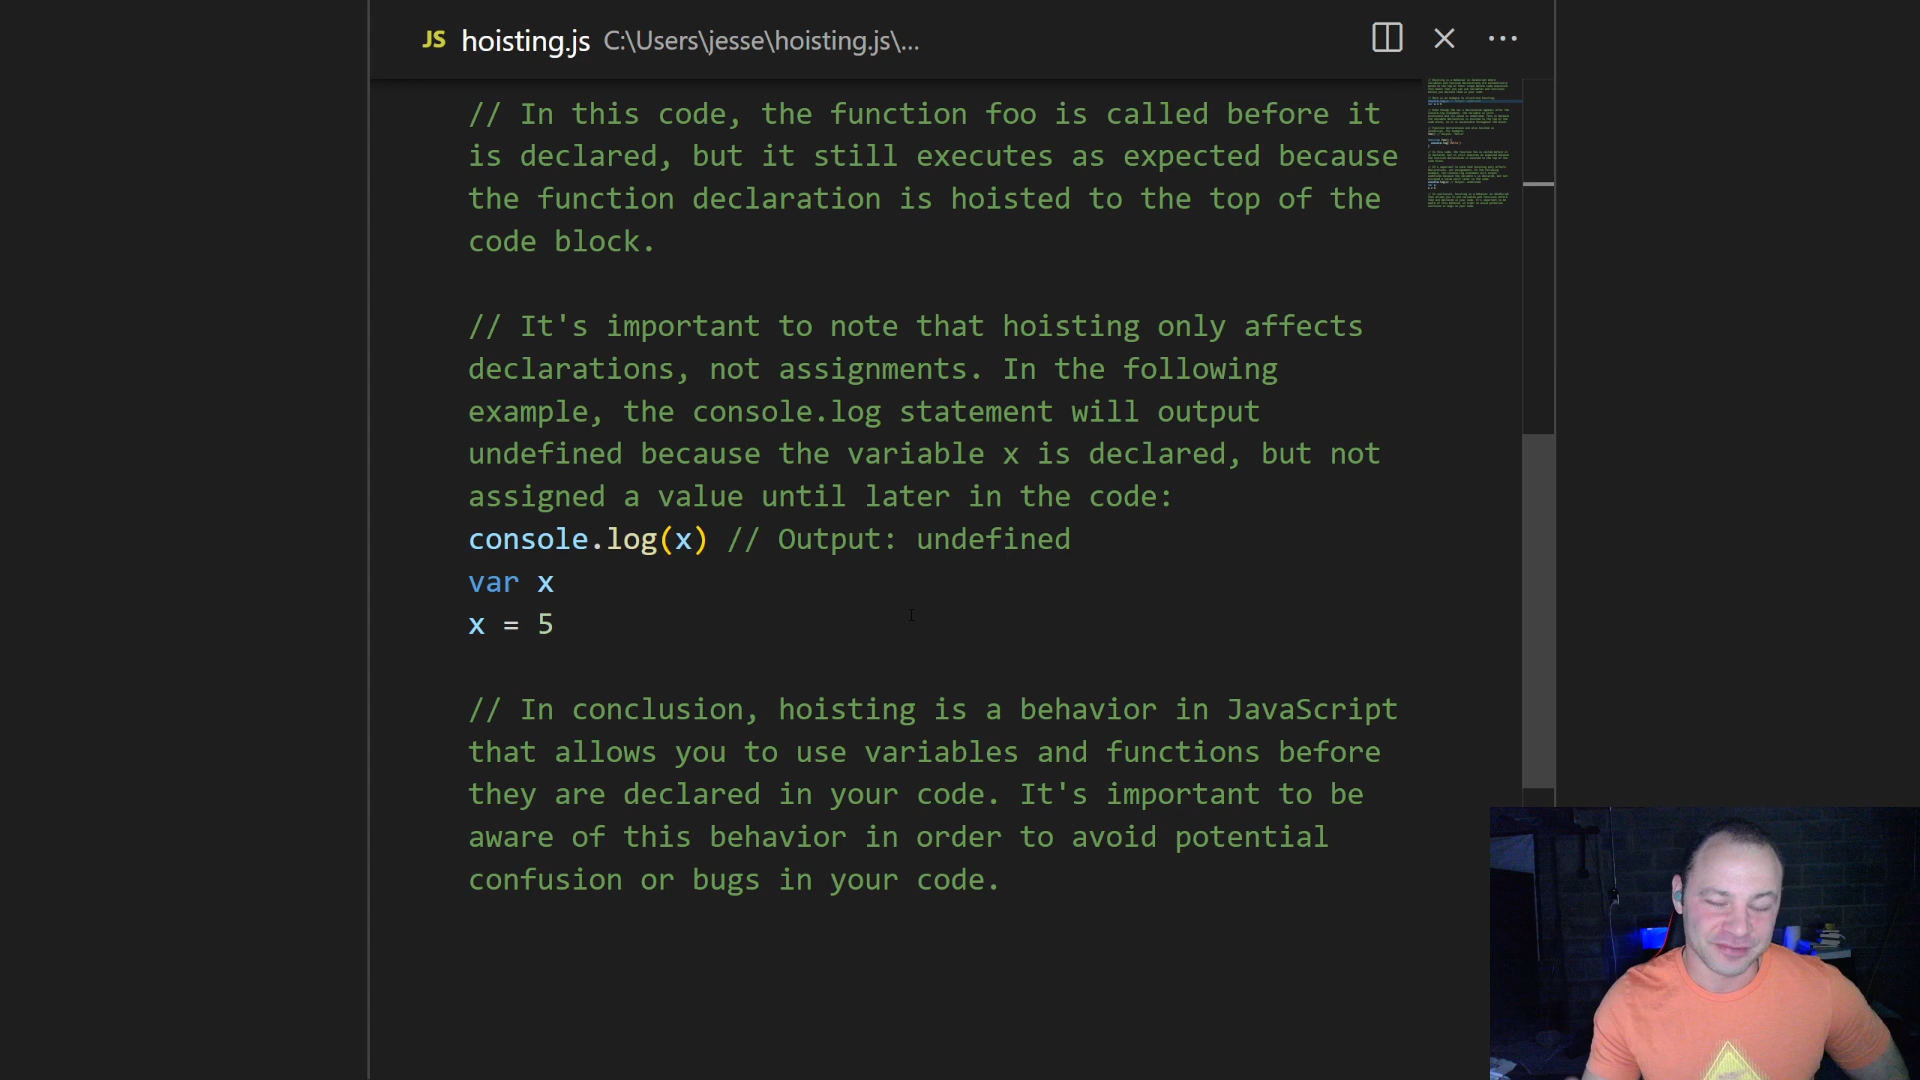 JS hoisting.js C:\Users\jesse\hoisting.js\...
// In this code, the function foo is called before it
is declared, but it still executes as expected because
the function declaration is hoisted to the top of the
code block.
// It's important to note that hoisting only affects
declarations, not assignments. In the following
example, the console.log statement will output
undefined because the variable x is declared, but not
assigned a value until later in the code:
console.log(x) // Output: undefined
var x
x = 5
// In conclusion, hoisting is a behavior in JavaScript
that allows you to use variables and functions before
they are declared in your code. It's important to be
aware of this behavior in order to avoid potential
confusion or bugs in your code.